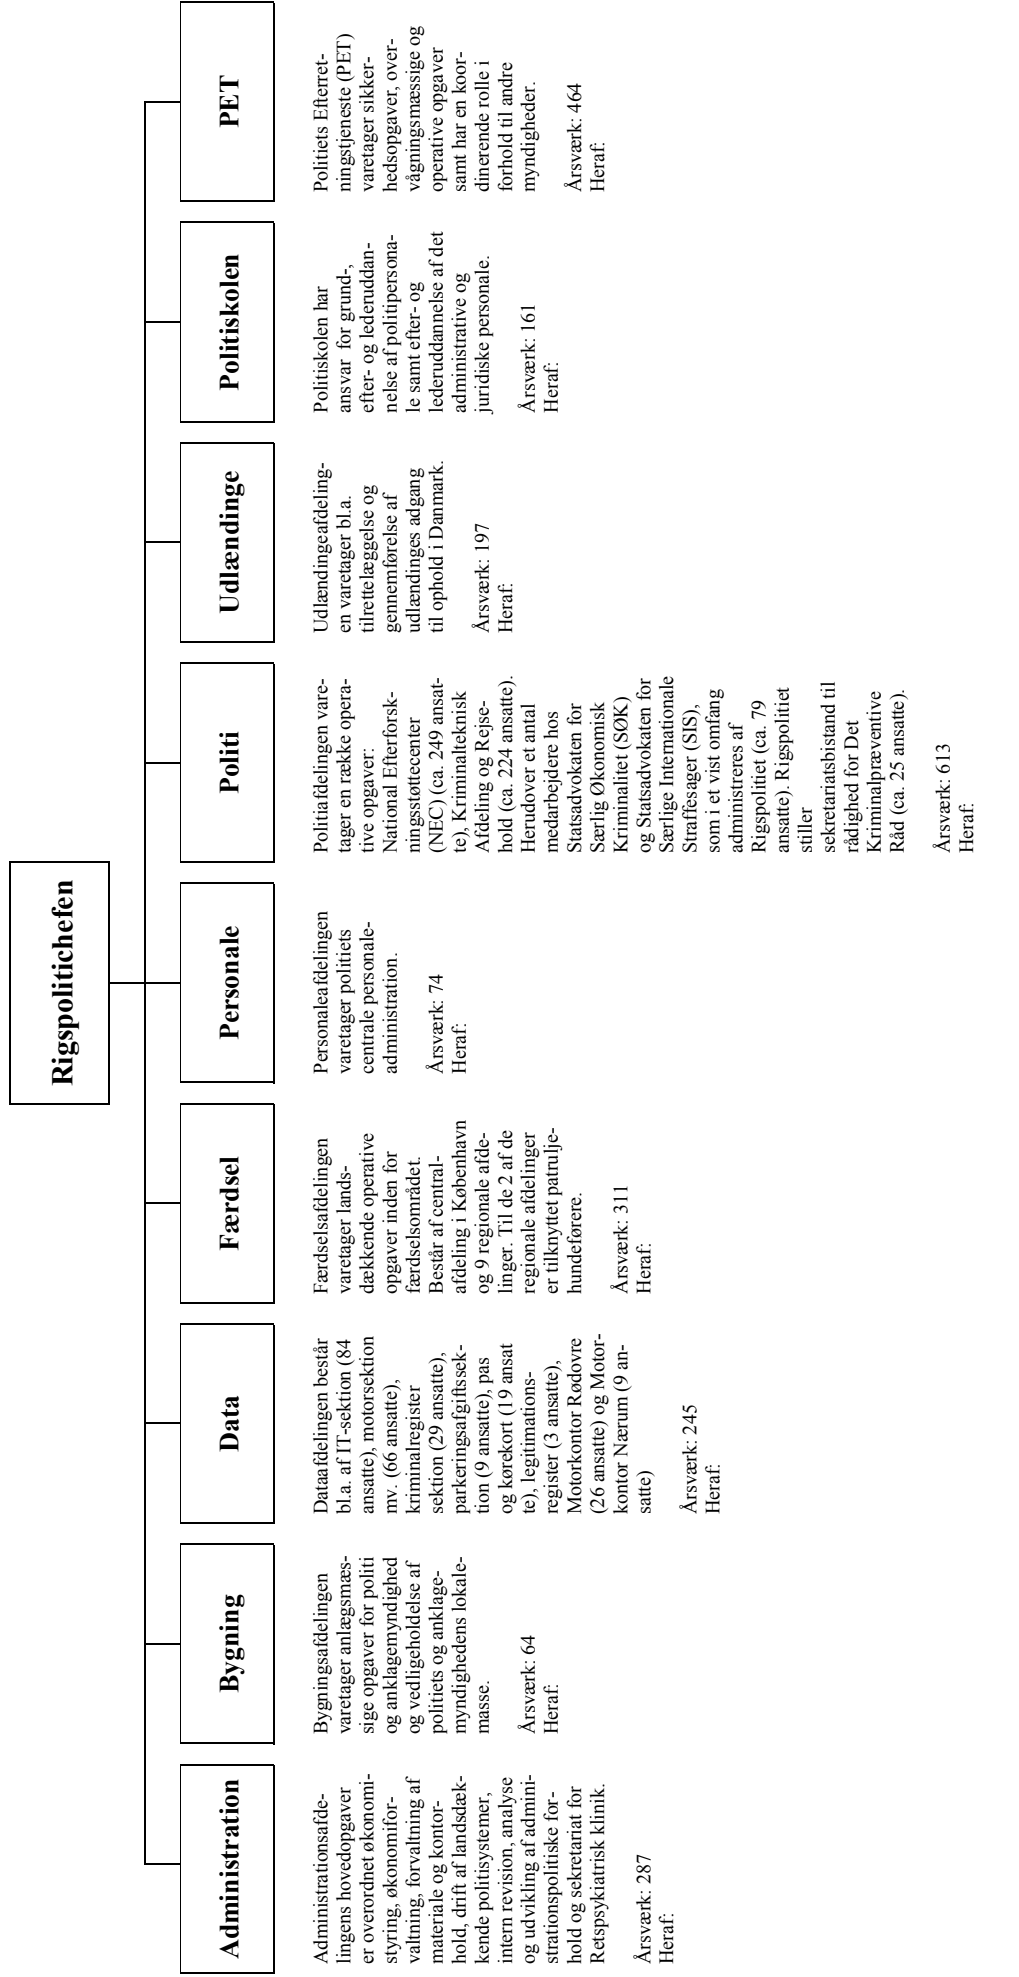 Rigspolitichefen
Administration
Administrationsafde-
lingens hovedopgaver
er overordnet økonomi-
styring, økonomifor-
valtning, forvaltning af
materiale og kontor-
hold, drift af landsdæk-
kende politisystemer,
intern revision, analyse
og udvikling af admini-
strationspolitiske for-
hold og sekretariat for
Retspsykiatrisk klinik.
Årsværk: 287
Heraf:
Bygning
Bygningsafdelingen
varetager anlægsmæs-
sige opgaver for politi
og anklagemyndighed
og vedligeholdelse af
politiets og anklage-
myndighedens lokale-
masse.
Årsværk: 64
Heraf:
Data
Dataafdelingen består
bl.a. af IT-sektion (84
ansatte), motorsektion
mv. (66 ansatte),
kriminalregister
sektion (29 ansatte),
parkeringsafgiftssek-
tion (9 ansatte), pas
og kørekort (19 ansat
te), legitimations-
register (3 ansatte),
Motorkontor Rødovre
(26 ansatte) og Motor-
kontor Nærum (9 an-
satte)
Årsværk: 245
Heraf:
Færdsel
Færdselsafdelingen
varetager lands-
dækkende operative
opgaver inden for
færdselsområdet.
Består af central-
afdeling i København
og 9 regionale afde-
linger. Til de 2 af de
regionale afdelinger
er tilknyttet patrulje-
hundeførere.
Årsværk: 311
Heraf:
Personale
Personaleafdelingen
varetager politiets
centrale personale-
administration.
Årsværk: 74
Heraf:
Politi
Politiafdelingen vare-
tager en række opera-
tive opgaver:
National Efterforsk-
ningsstøttecenter
(NEC) (ca. 249 ansat-
te), Kriminalteknisk
Afdeling og Rejse-
hold (ca. 224 ansatte).
Herudover et antal
medarbejdere hos
Statsadvokaten for
Særlig Økonomisk
Kriminalitet (SØK)
og Statsadvokaten for
Særlige Internationale
Straffesager (SIS),
som i et vist omfang
administreres af
Rigspolitiet (ca. 79
ansatte). Rigspolitiet
stiller
sekretariatsbistand til
rådighed for Det
Kriminalpræventive
Råd (ca. 25 ansatte).
Årsværk: 613
Heraf:
Udlændinge
Udlændingeafdeling-
en varetager bl.a.
tilrettelæggelse og
gennemførelse af
udlændinges adgang
til ophold i Danmark.
Årsværk: 197
Heraf:
Politiskolen
Politiskolen har
ansvar for grund-,
efter- og lederuddan-
nelse af politipersona-
le samt efter- og
lederuddannelse af det
administrative og
juridiske personale.
Årsværk: 161
Heraf:
PET
Politiets Efterret-
ningstjeneste (PET)
varetager sikker-
hedsopgaver, over-
vågningsmæssige og
operative opgaver
samt har en koor-
dinerende rolle i
forhold til andre
myndigheder.
Årsværk: 464
Heraf: